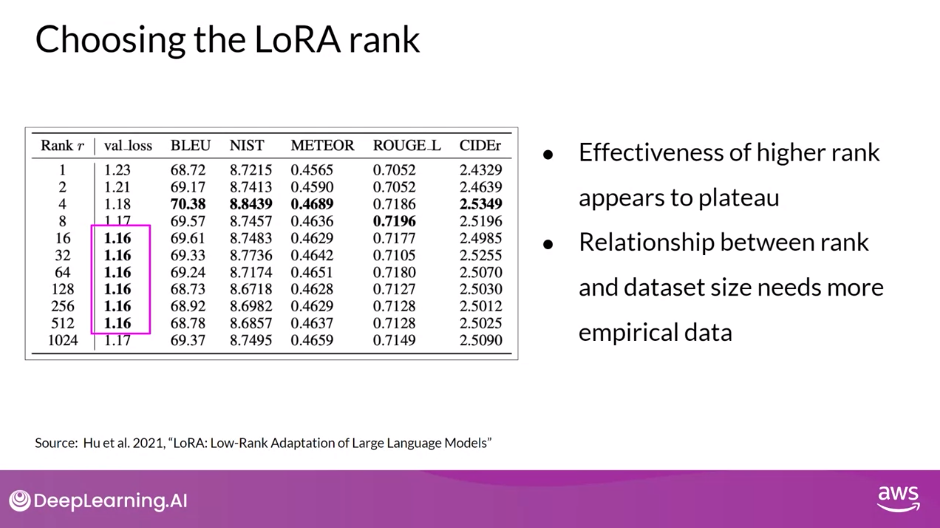 Choosing the LoRA rank
Rank r val_loss BLEU NIST METEOR ROUGE_L CIDEr
1 1.23 68.72 8.7215 0.4565 0.7052 2.4329
2 1.21 69.17 8.7413 0.4590 0.7052 2.4639
4 1.18 70.38 8.8439 0.4689 0.7186 2.5349
8 1.17 69.57 8.7457 0.4636 0.7196 2.5196
16 1.16 69.61 8.7483 0.4629 0.7177 2.4985
32 1.16 69.33 8.7736 0.4642 0.7105 2.5255
64 1.16 69.24 8.7174 0.4651 0.7180 2.5070
128 1.16 68.73 8.6718 0.4628 0.7127 2.5030
256 1.16 68.92 8.6982 0.4629 0.7128 2.5012
512 1.16 68.78 8.6857 0.4637 0.7128 2.5025
1024 1.17 69.37 8.7495 0.4659 0.7149 2.5090
● Effectiveness of higher rank
appears to plateau
● Relationship between rank
and dataset size needs more
empirical data
Source: Hu et al. 2021, “LoRA: Low-Rank Adaptation of Large Language Models”
DeepLearning.AI
aws